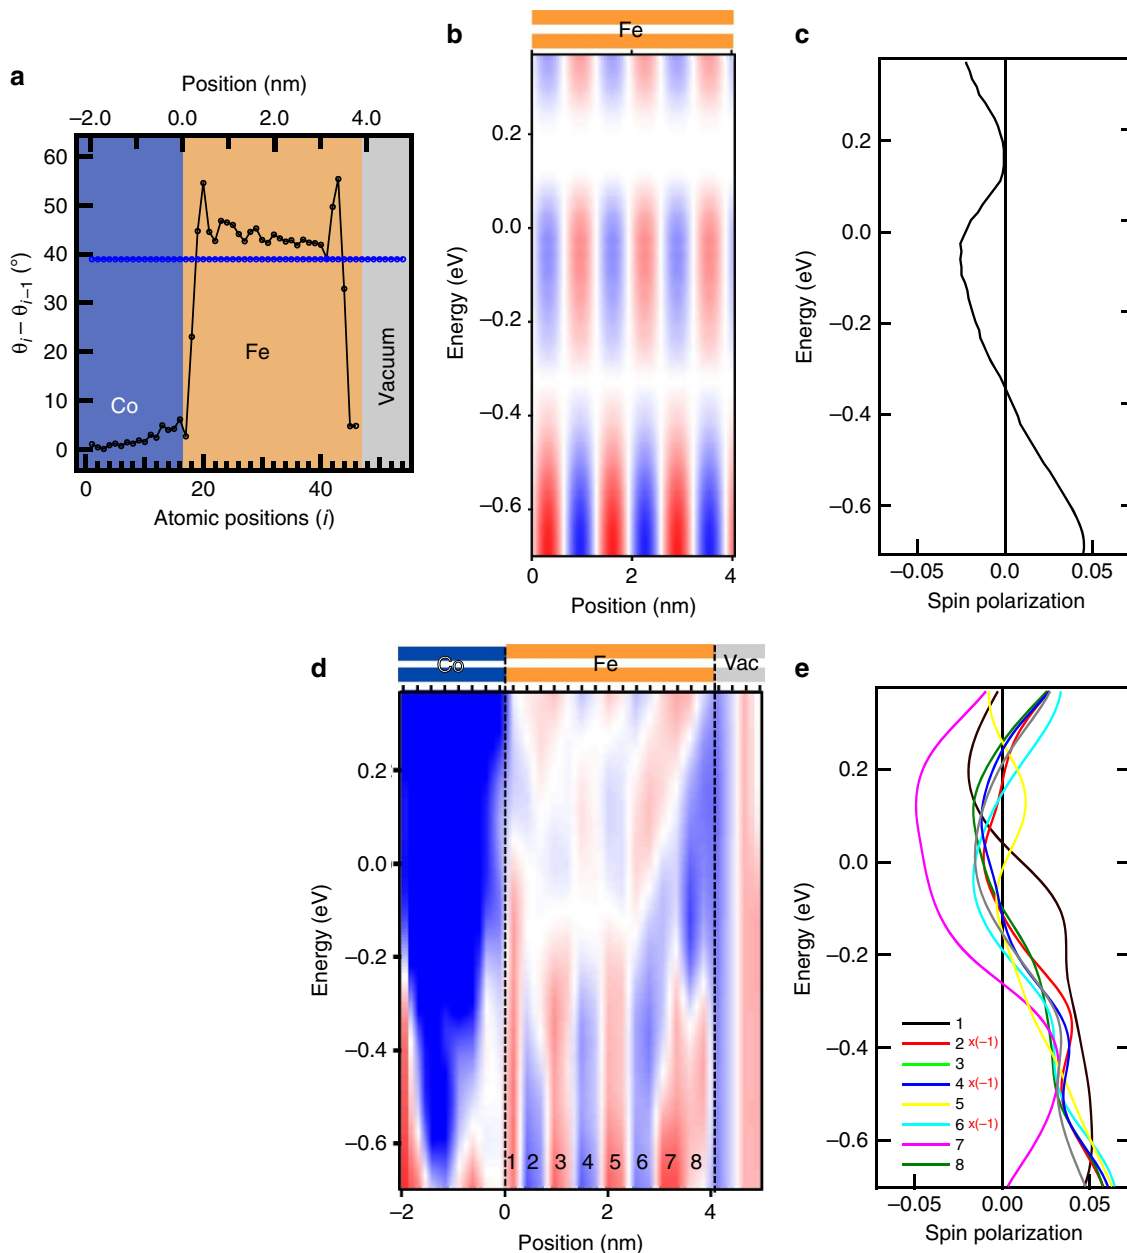 a
Position (nm)
–2.0 0.0 2.0 4.0
60
50
40
30
20
10
0
θi – θi–1 (°)
Co
Fe
Vacuum
0 20 40
Atomic positions (i)
b
Fe
0.2
0.0
–0.2
–0.4
–0.6
Energy (eV)
0 2 4
Position (nm)
c
0.2
0.0
–0.2
–0.4
–0.6
Energy (eV)
–0.05 0.0 0.05
Spin polarization
d
Co Fe Vac
0.2
0.0
–0.2
–0.4
–0.6
Energy (eV)
1 2 3 4 5 6 7 8
–2 0 2 4
Position (nm)
e
0.2
0.0
–0.2
–0.4
–0.6
Energy (eV)
1
2 x(–1)
3
4 x(–1)
5
6 x(–1)
7
8
–0.05 0.00 0.05
Spin polarization